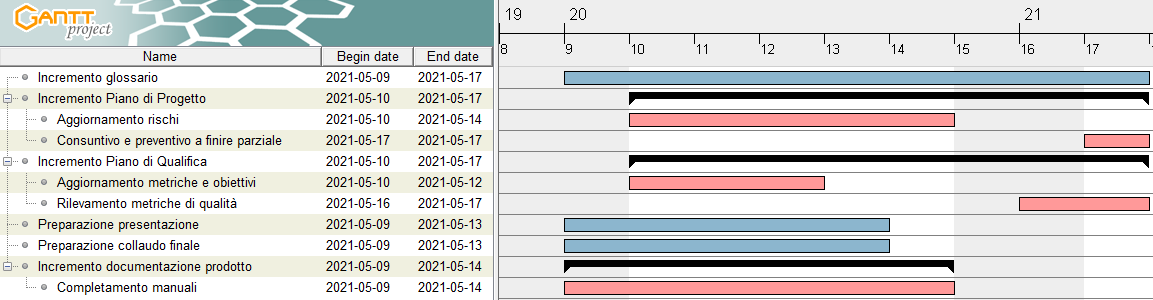 GANTT project
19 20 21
8 9 10 11 12 13 14 15 16 17
Name Begin date End date
Incremento glossario 2021-05-09 2021-05-17
Incremento Piano di Progetto 2021-05-10 2021-05-17
Aggiornamento rischi 2021-05-10 2021-05-14
Consuntivo e preventivo a finire parziale 2021-05-17 2021-05-17
Incremento Piano di Qualifica 2021-05-10 2021-05-17
Aggiornamento metriche e obiettivi 2021-05-10 2021-05-12
Rilevamento metriche di qualità 2021-05-16 2021-05-17
Preparazione presentazione 2021-05-09 2021-05-13
Preparazione collaudo finale 2021-05-09 2021-05-13
Incremento documentazione prodotto 2021-05-09 2021-05-14
Completamento manuali 2021-05-09 2021-05-14